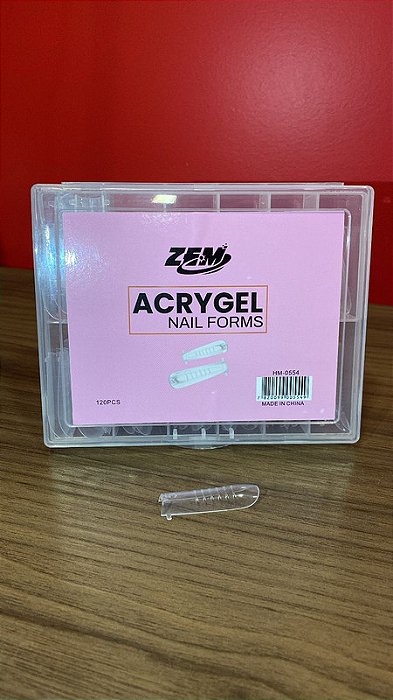 ZEM
ACRYGEL
NAIL FORMS
HM-0554
120PCS
MADE IN CHINA